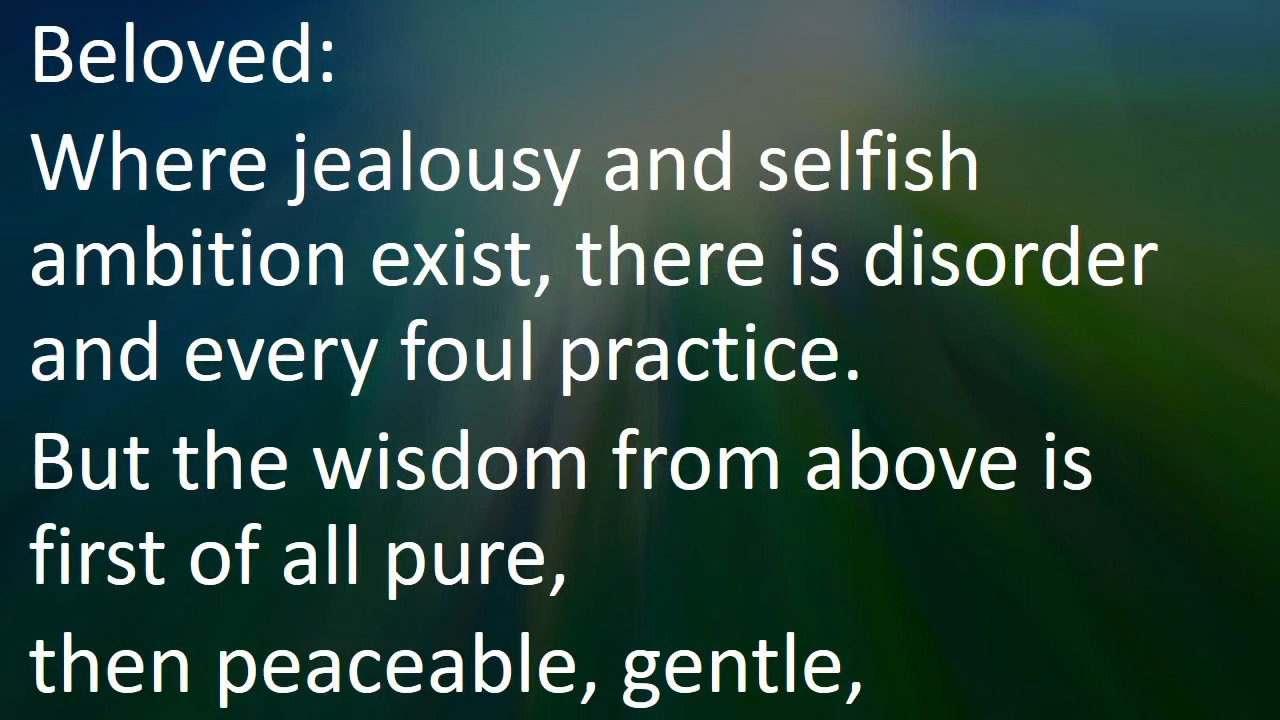 Beloved:
Where jealousy and selfish
ambition exist, there is disorder
and every foul practice.
But the wisdom from above is
first of all pure,
then peaceable, gentle,